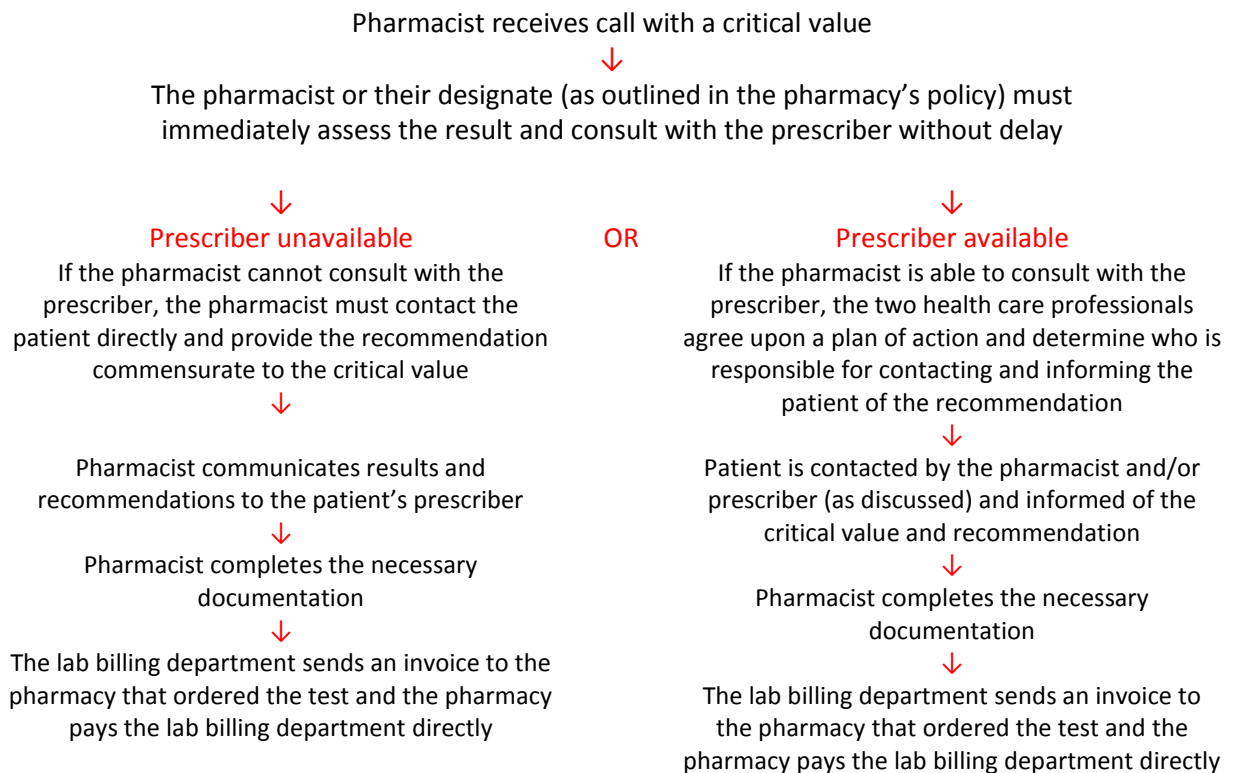 Pharmacist receives call with a critical value
↓
The pharmacist or their designate (as outlined in the pharmacy’s policy) must
immediately assess the result and consult with the prescriber without delay
↓
Prescriber unavailable
If the pharmacist cannot consult with the
prescriber, the pharmacist must contact the
patient directly and provide the recommendation
commensurate to the critical value
↓
Pharmacist communicates results and
recommendations to the patient’s prescriber
↓
Pharmacist completes the necessary
documentation
↓
The lab billing department sends an invoice to the
pharmacy that ordered the test and the pharmacy
pays the lab billing department directly
OR
↓
Prescriber available
If the pharmacist is able to consult with the
prescriber, the two health care professionals
agree upon a plan of action and determine who is
responsible for contacting and informing the
patient of the recommendation
↓
Patient is contacted by the pharmacist and/or
prescriber (as discussed) and informed of the
critical value and recommendation
↓
Pharmacist completes the necessary
documentation
↓
The lab billing department sends an invoice to
the pharmacy that ordered the test and the
pharmacy pays the lab billing department directly